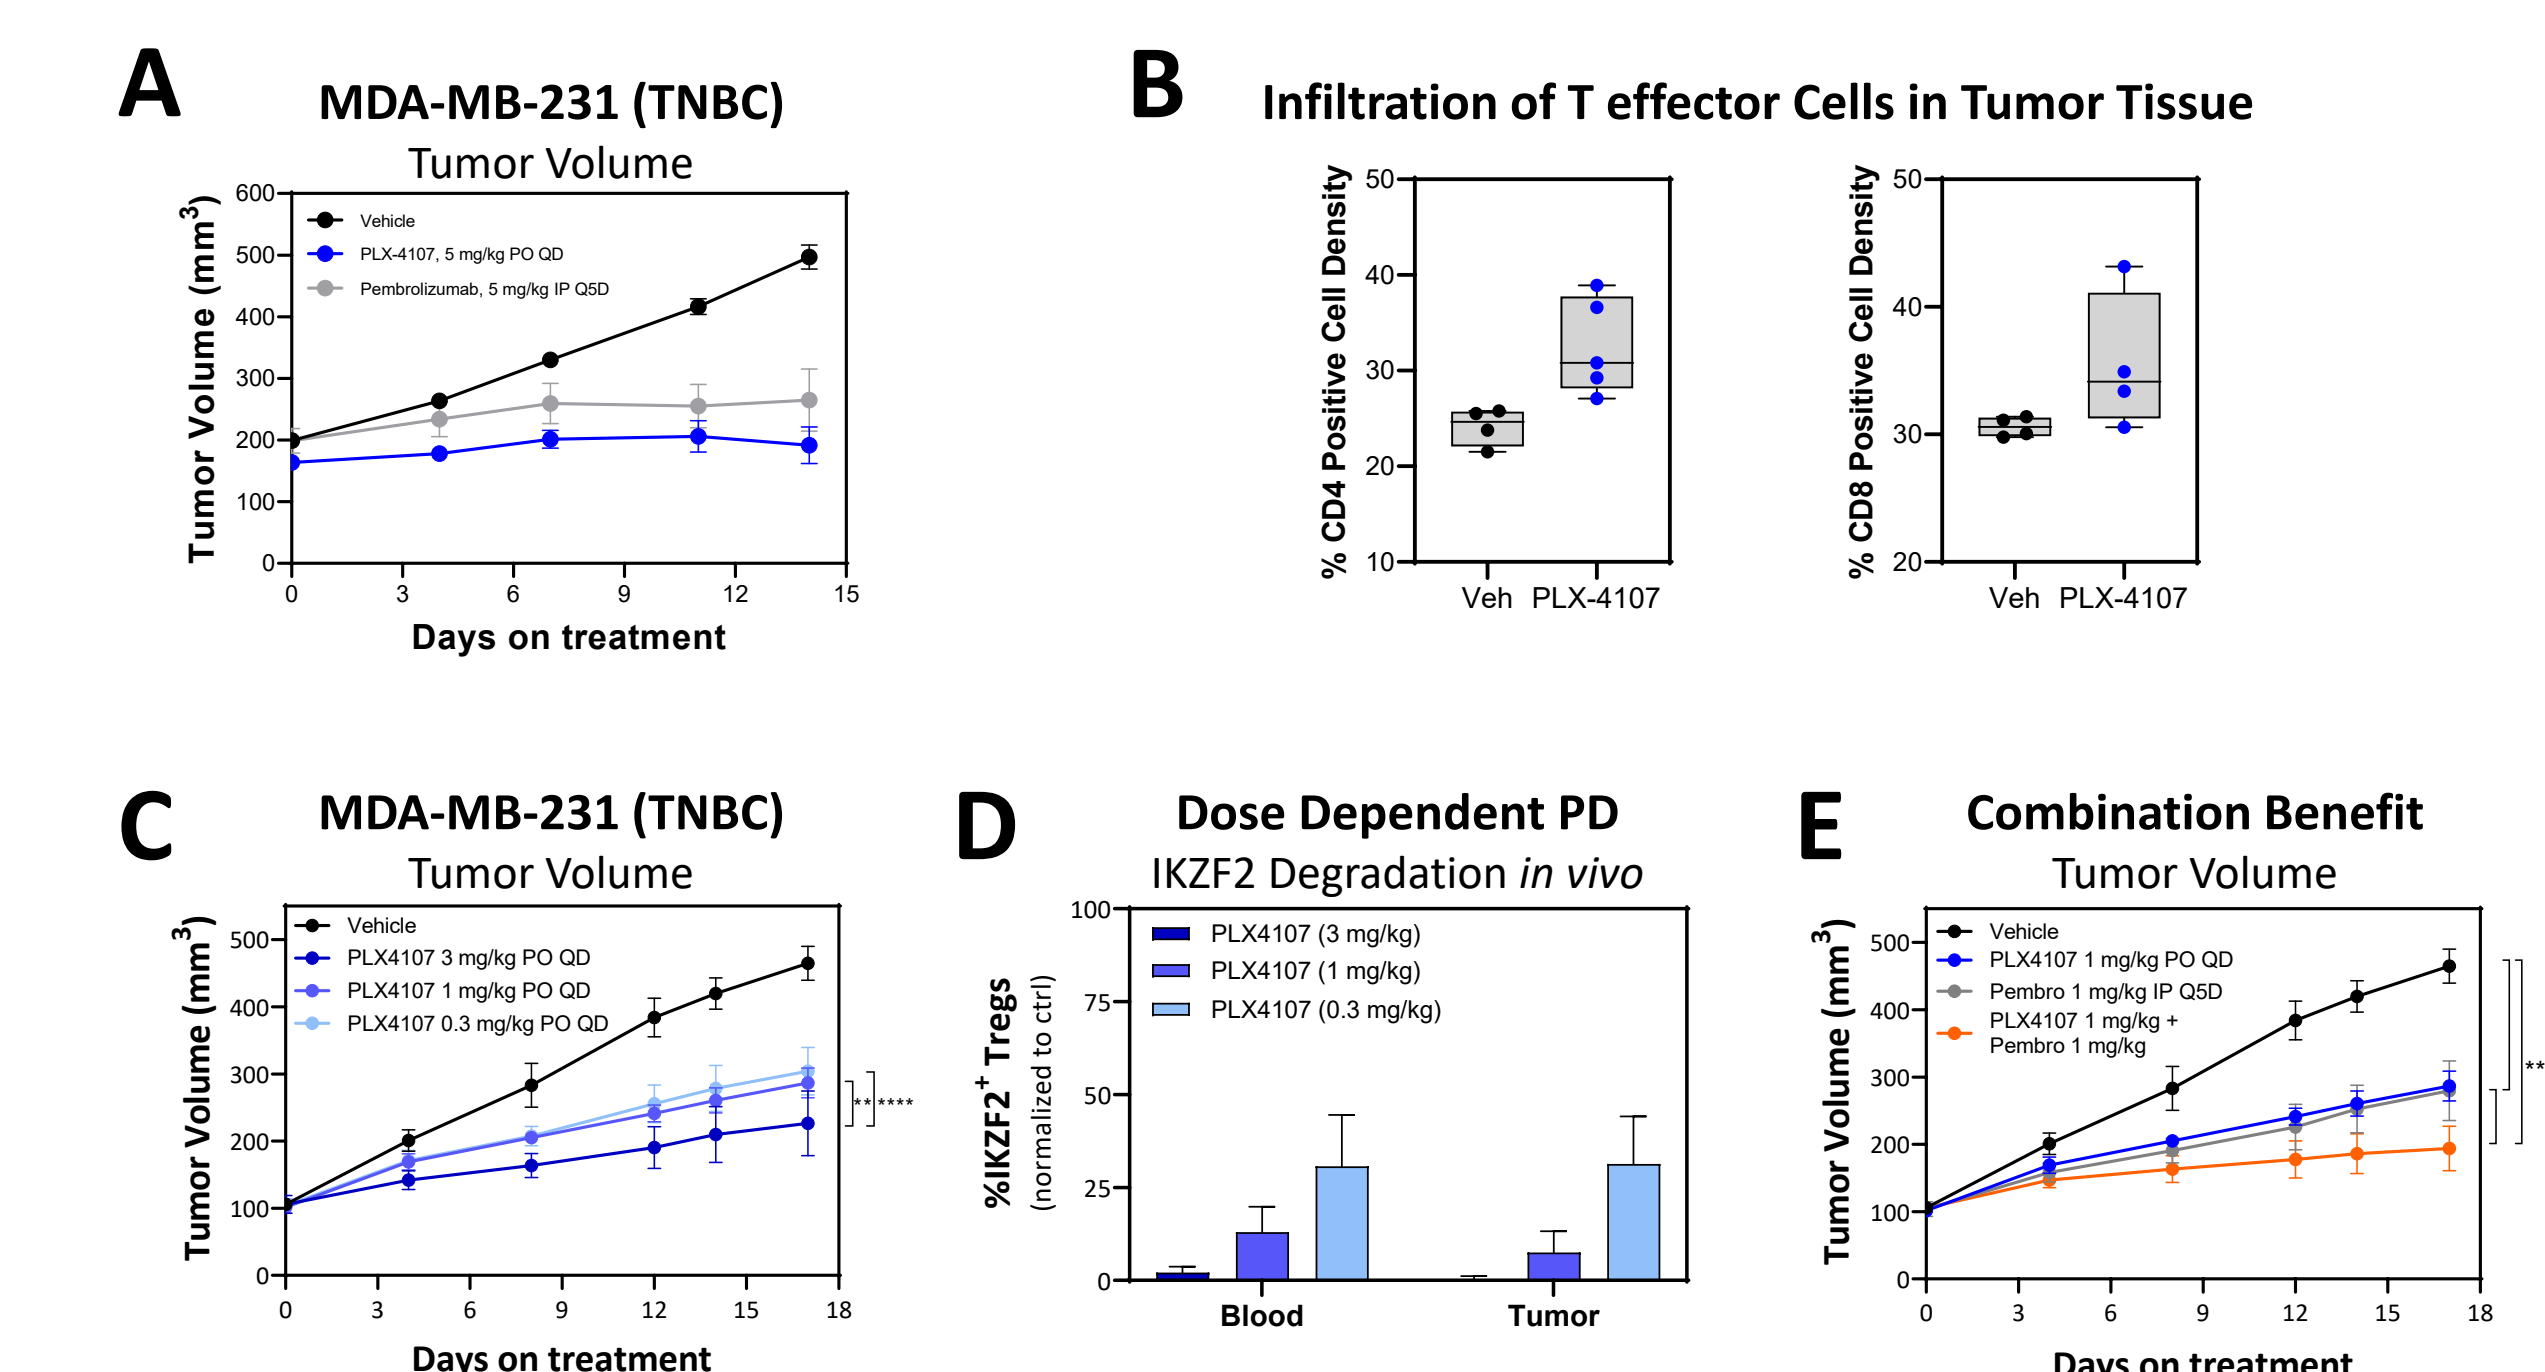 A
MDA-MB-231 (TNBC)
Tumor Volume
Tumor Volume (mm3)
600
500
400
300
200
100
0
Vehicle
PLX-4107, 5 mg/kg PO QD
Pembrolizumab, 5 mg/kg IP Q5D
0 3 6 9 12 15
Days on treatment
B
Infiltration of T effector Cells in Tumor Tissue
% CD4 Positive Cell Density
50
40
30
20
10
Veh PLX-4107
% CD8 Positive Cell Density
50
40
30
20
Veh PLX-4107
C
MDA-MB-231 (TNBC)
Tumor Volume
Tumor Volume (mm3)
500
400
300
200
100
0
Vehicle
PLX4107 3 mg/kg PO QD
PLX4107 1 mg/kg PO QD
PLX4107 0.3 mg/kg PO QD
** ****
0 3 6 9 12 15 18
Days on treatment
D
Dose Dependent PD
IKZF2 Degradation in vivo
%IKZF2+ Tregs
(normalized to ctrl)
100
75
50
25
0
PLX4107 (3 mg/kg)
PLX4107 (1 mg/kg)
PLX4107 (0.3 mg/kg)
Blood Tumor
E
Combination Benefit
Tumor Volume
Tumor Volume (mm3)
500
400
300
200
100
0
Vehicle
PLX4107 1 mg/kg PO QD
Pembro 1 mg/kg IP Q5D
PLX4107 1 mg/kg +
Pembro 1 mg/kg
**
0 3 6 9 12 15 18
Days on treatment